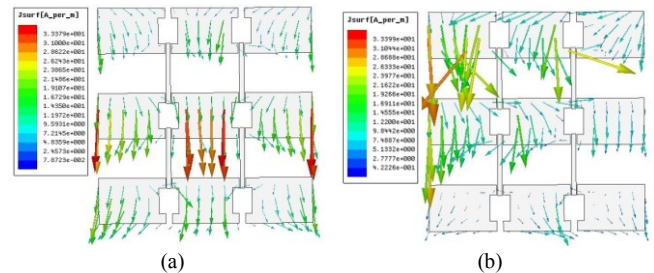 Jsurf[A_per_m]
3.3379e+001
3.1000e+001
2.8622e+001
2.6243e+001
2.3865e+001
2.1486e+001
1.9107e+001
1.6729e+001
1.4350e+001
1.1972e+001
9.5931e+000
7.2145e+000
4.8359e+000
2.4573e+000
7.8723e-002
Jsurf[A_per_m]
3.3399e+001
3.1044e+001
2.8688e+001
2.6333e+001
2.3977e+001
2.1622e+001
1.9266e+001
1.6911e+001
1.4555e+001
1.2200e+001
9.8442e+000
7.4887e+000
5.1332e+000
2.7777e+000
4.2226e-001
(a)
(b)